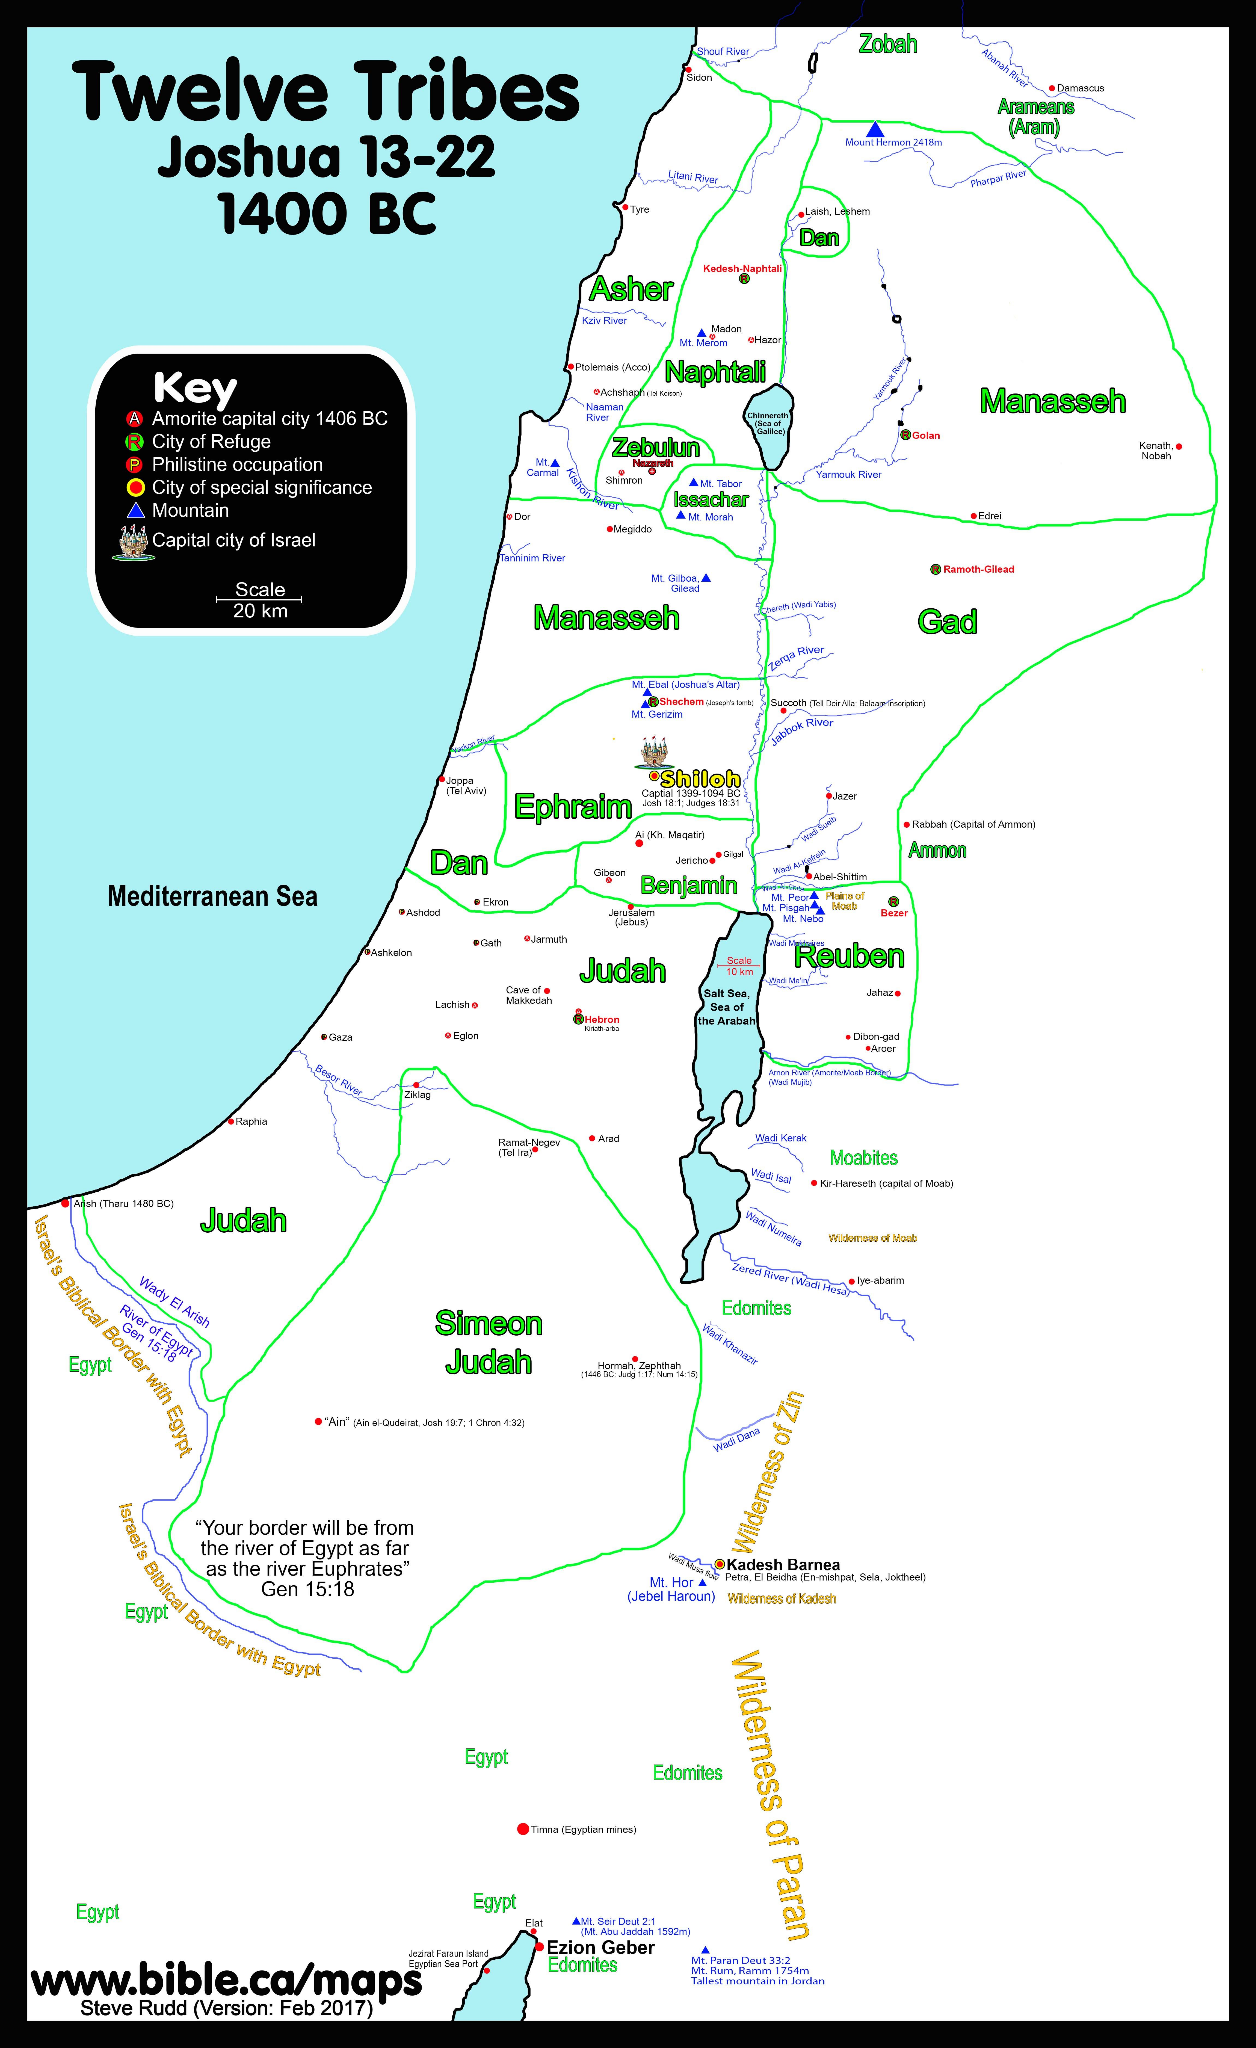 Twelve Tribes
Joshua 13-22
1400 BC
Shouf River
Zobah
Sidon
Abanah River
Damascus
Arameans
(Aram)
Mount Hermon 2418m
Litani River
Pharpar River
Tyre
Laish, Leshem
Dan
Kedesh-Naphtali
R
Asher
Kziv River
Madon
Mt. Merom
Hazor
Ptolemais (Acco)
Naphtali
Achshaph (Tel Keison)
Naaman
River
Yarmouk River
Manasseh
Chinnereth
(Sea of
Galilee)
Key
A Amorite capital city 1406 BC
R City of Refuge
P Philistine occupation
City of special significance
Mountain
Capital city of Israel
Scale
20 km
Golan
R
Zebulun
Kenath,
Nobah
Mt.
Carmal
Nazareth
Shimron
Kishon River
Mt. Tabor
Issachar
Mt. Morah
Yarmouk River
Dor
Megiddo
Edrei
Tanninim River
Mt. Gilboa,
Gilead
R
Ramoth-Gilead
Manasseh
Chareth (Wadi Yabis)
Gad
Zerqa River
Mt. Ebal (Joshua's Altar)
R
Shechem (Joseph's tomb)
Mt. Gerizim
Succoth (Tell Deir Alla: Balaam Inscription)
Jabbok River
Yarkon River
Joppa
(Tel Aviv)
Shiloh
Captial 1399-1094 BC
Josh 18:1; Judges 18:31
Jazer
Ephraim
Wadi Sueib
Rabbah (Capital of Ammon)
Ai (Kh. Maqatir)
Ammon
Dan
Gilgal
Jericho
Wadi Al-Kefrein
Gibeon
Abel-Shittim
Benjamin
Mt. Peor
Plains of
Moab
Mediterranean Sea
Ekron
Mt. Pisgah
R
Bezer
Ashdod
Jerusalem
(Jebus)
Mt. Nebo
Gath
Jarmuth
Ashkelon
Reuben
Judah
Scale
10 km
Wadi Ma'in
Cave of
Makkedah
Salt Sea,
Sea of
the Arabah
Jahaz
Lachish
R
Hebron
Kiriath-arba
Gaza
Eglon
Dibon-gad
Aroer
Besor River
Arnon River (Amorite/Moab Border)
(Wadi Mujib)
Ziklag
Raphia
Ramat-Negev
(Tel Ira)
Arad
Wadi Kerak
Moabites
Wadi Isal
Kir-Hareseth (capital of Moab)
Arish (Tharu 1480 BC)
Judah
Wadi Numeira
Wilderness of Moab
Israel's Biblical Border with Egypt
Wady El Arish
Zered River (Wadi Hesa)
Iye-abarim
River of Egypt
Gen 15:18
Edomites
Simeon
Judah
Wadi Khanazir
Egypt
Hormah, Zephthah
(1446 BC: Judg 1:17; Num 14:15)
"Ain" (Ain el-Qudeirat, Josh 19:7; 1 Chron 4:32)
Wadi Dana
Wilderness of Zin
Israel's Biblical Border with Egypt
"Your border will be from
the river of Egypt as far
as the river Euphrates"
Gen 15:18
Wadi Musa flow
Kadesh Barnea
Petra, El Beidha (En-mishpat, Sela, Joktheel)
Mt. Hor
(Jebel Haroun)
Wilderness of Kadesh
Egypt
Wilderness of Paran
Egypt
Edomites
Timna (Egyptian mines)
Egypt
Egypt
Elat
Mt. Seir Deut 2:1
(Mt. Abu Jaddah 1592m)
Ezion Geber
Edomites
Jezirat Faraun Island
Egyptian Sea Port
Mt. Paran Deut 33:2
Mt. Rum, Ramm 1754m
Tallest mountain in Jordan
www.bible.ca/maps
Steve Rudd (Version: Feb 2017)